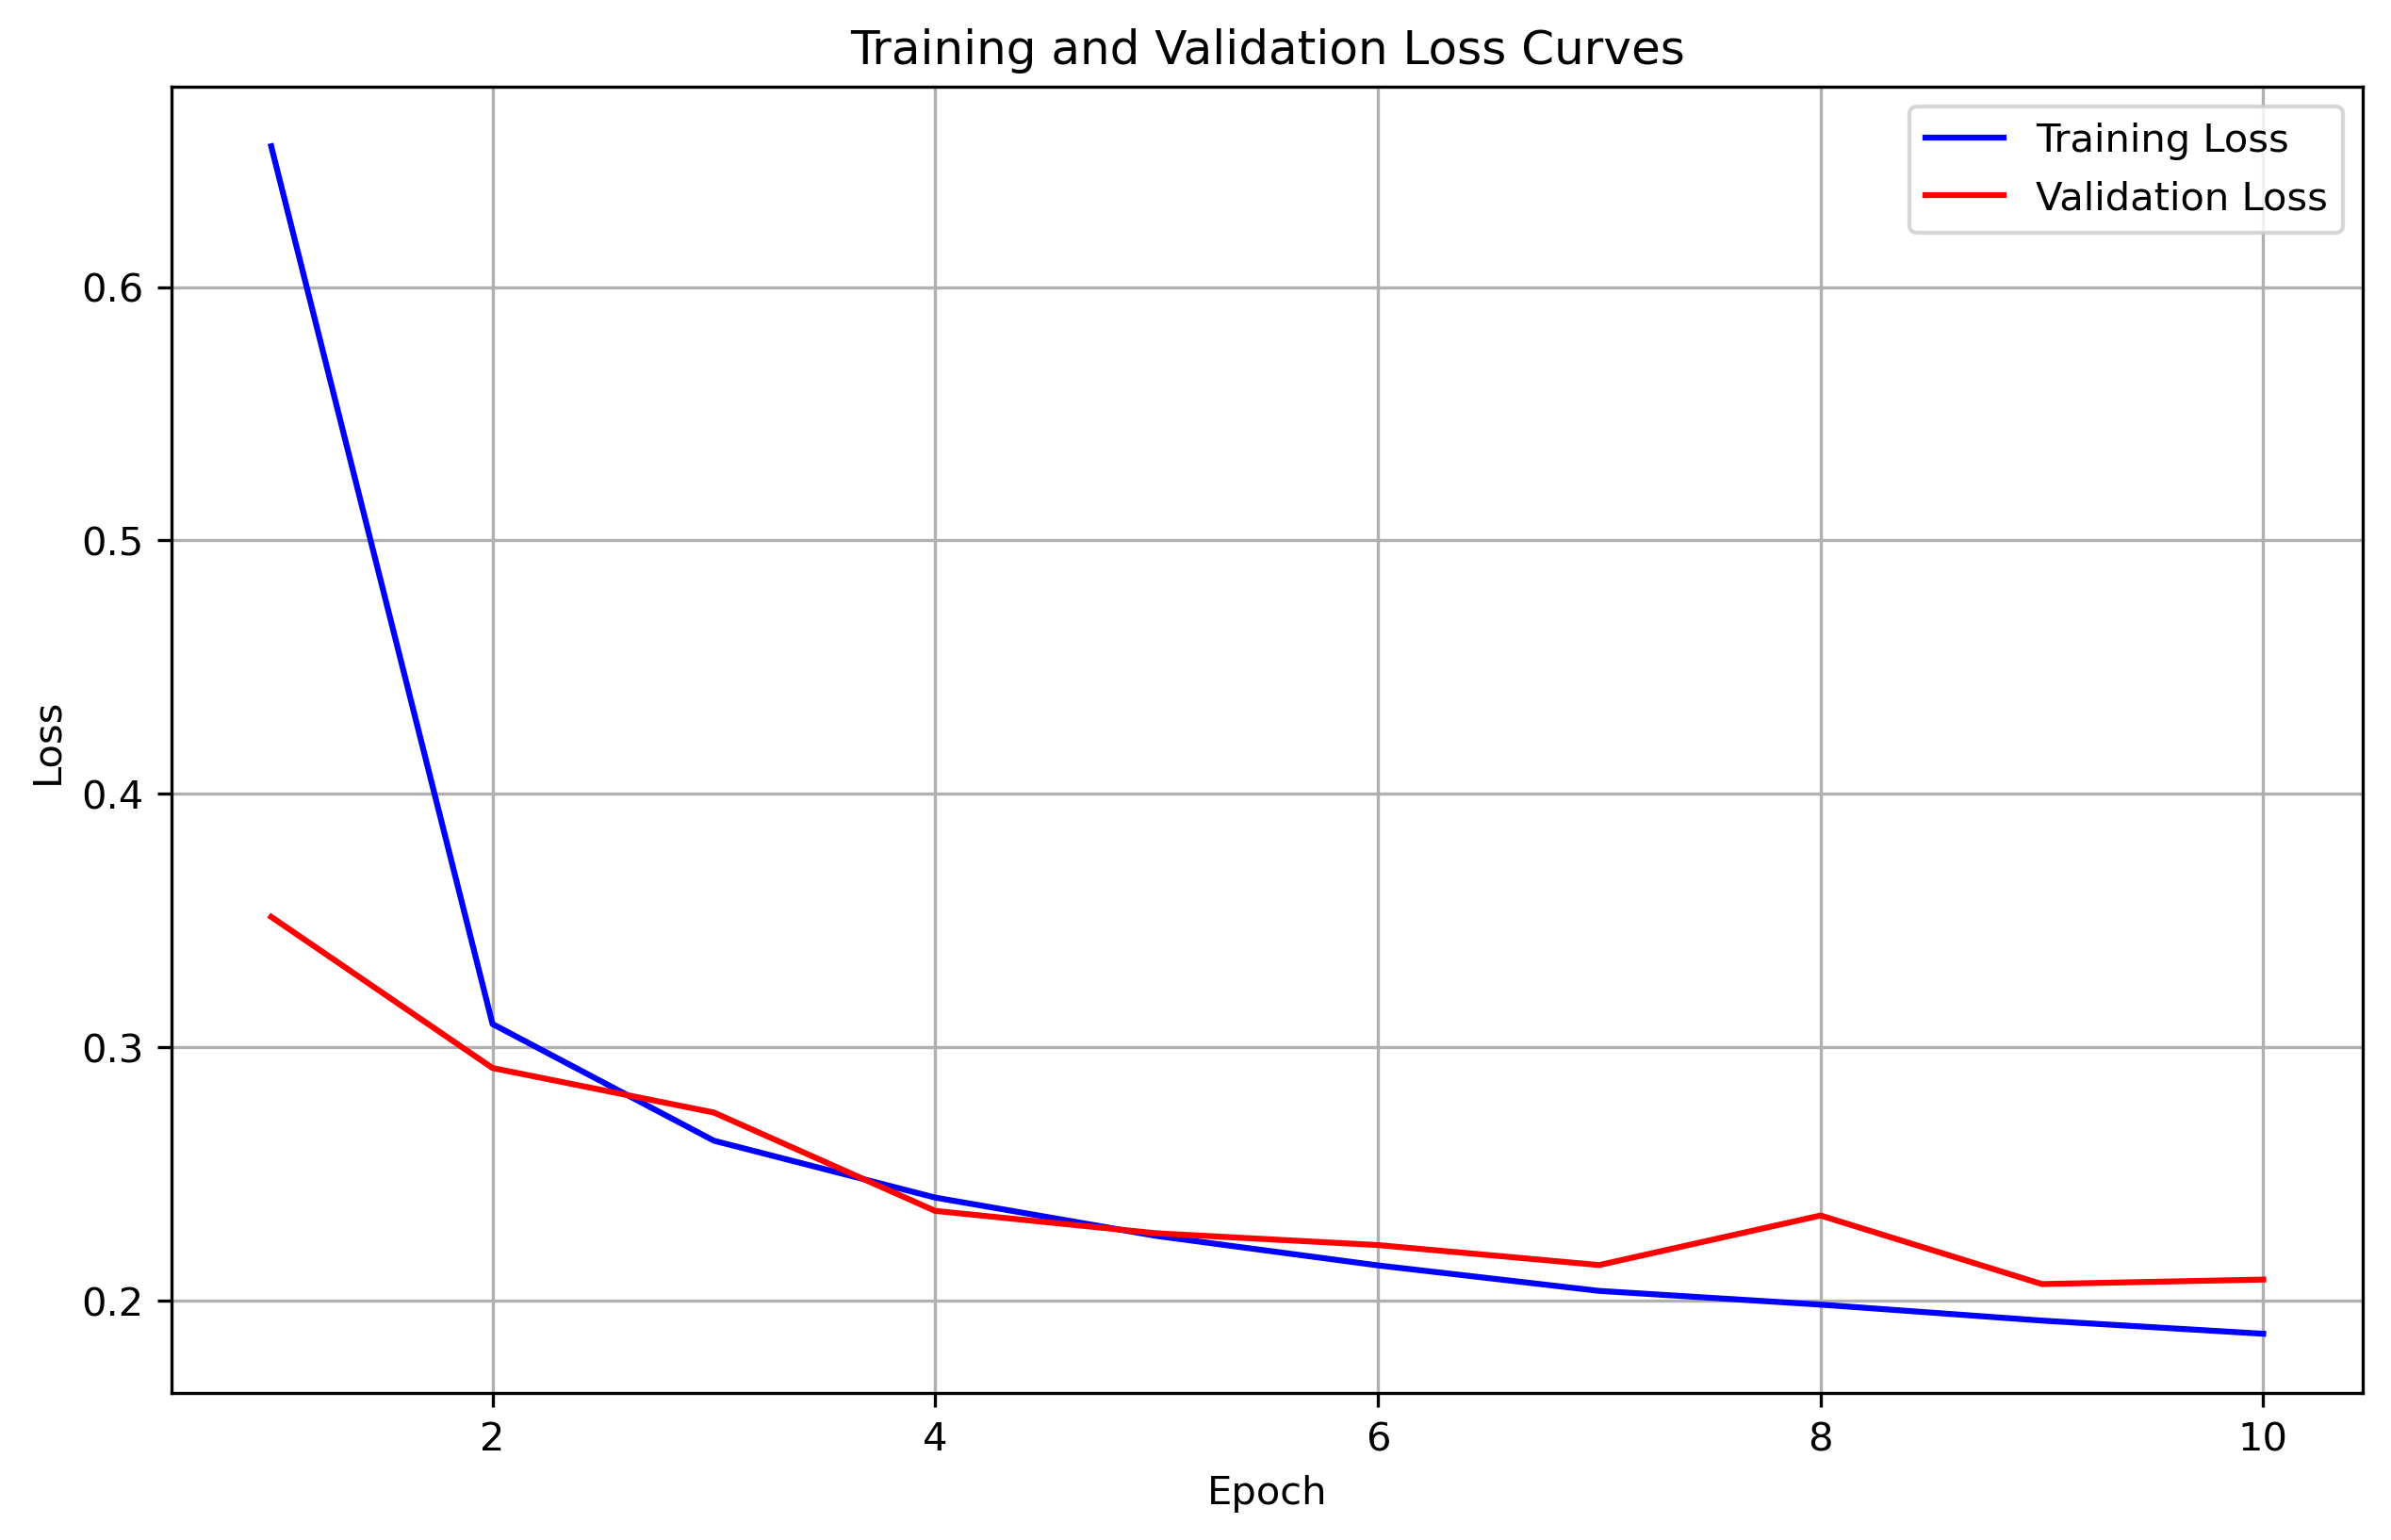 Training and Validation Loss Curves
Training Loss
Validation Loss
0.6
0.5
0.4
0.3
0.2
Loss
2 4 6 8 10
Epoch